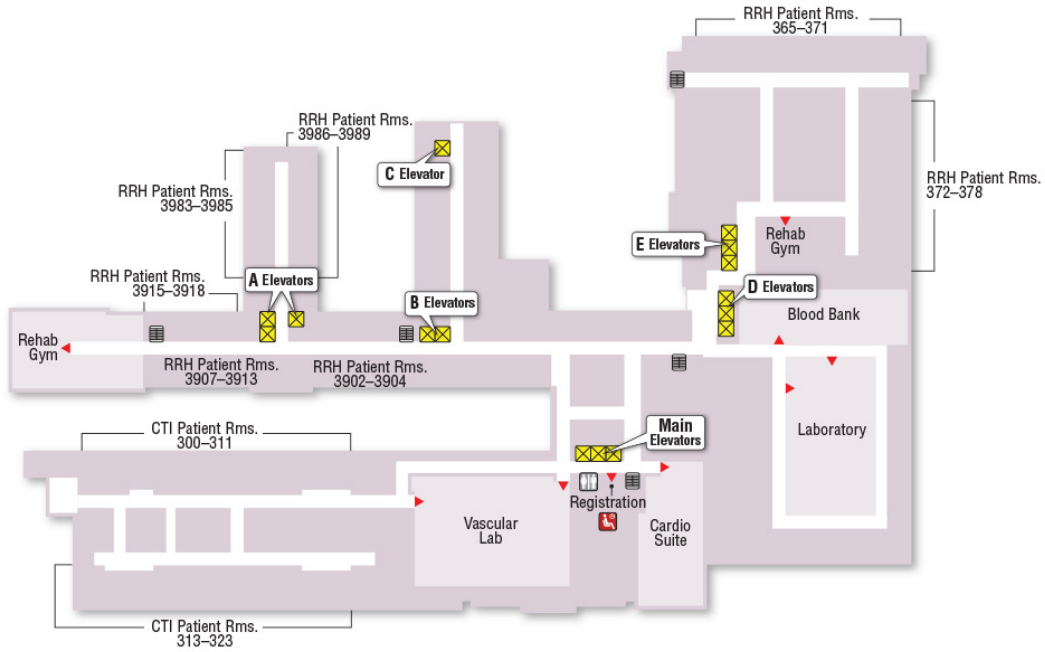 RRH Patient Rms.
365–371
RRH Patient Rms.
3986–3989
C Elevator
RRH Patient Rms.
3983–3985
RRH Patient Rms.
372–378
E Elevators
Rehab
Gym
RRH Patient Rms.
3915–3918
A Elevators
B Elevators
D Elevators
Blood Bank
Rehab
Gym
RRH Patient Rms.
3907–3913
RRH Patient Rms.
3902–3904
CTI Patient Rms.
300–311
Main
Elevators
Laboratory
Registration
Vascular
Lab
Cardio
Suite
CTI Patient Rms.
313–323